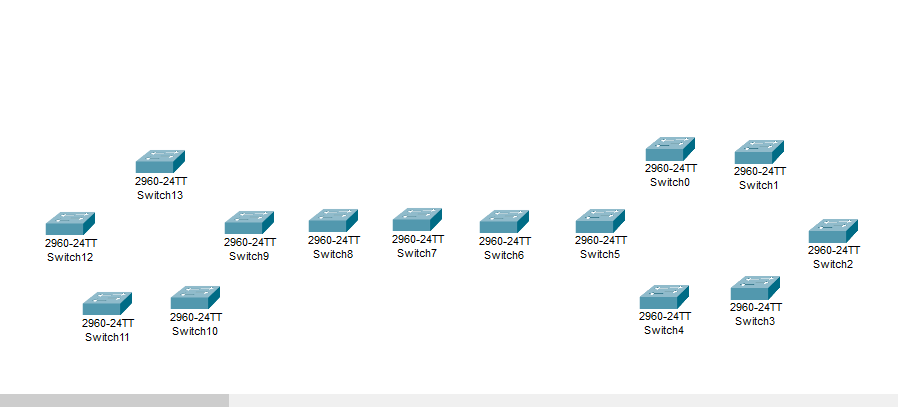 2960-24TT
Switch0
2960-24TT
Switch1
2960-24TT
Switch13
2960-24TT
Switch12
2960-24TT
Switch9
2960-24TT
Switch8
2960-24TT
Switch7
2960-24TT
Switch6
2960-24TT
Switch5
2960-24TT
Switch2
2960-24TT
Switch11
2960-24TT
Switch10
2960-24TT
Switch4
2960-24TT
Switch3